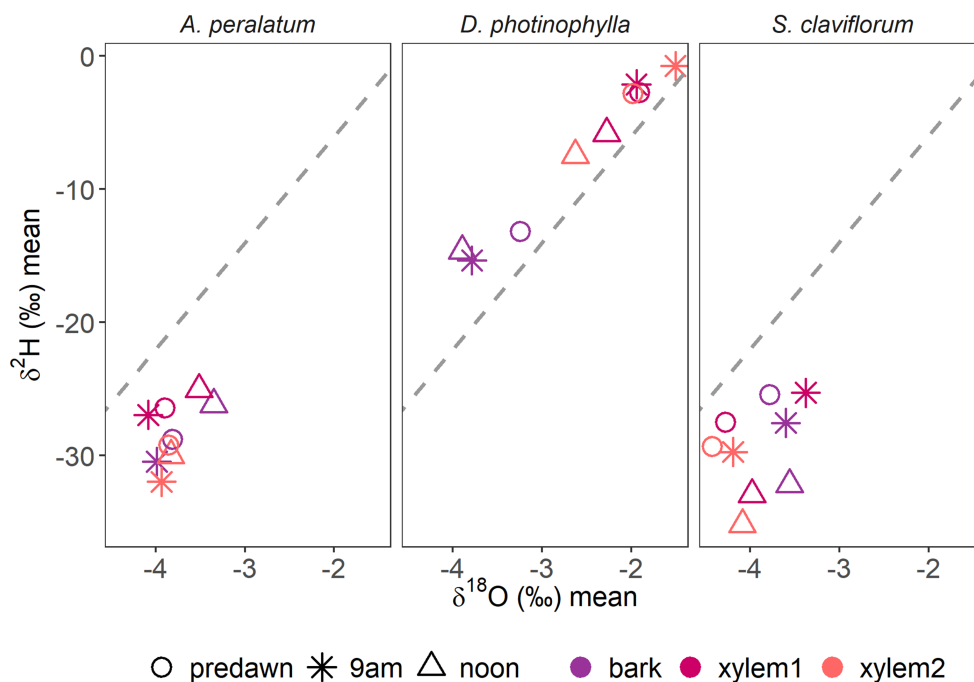 A. peralatum D. photinophylla S. claviflorum
0
-10
-20
-30
δ²H (‰) mean
-4 -3 -2 -4 -3 -2 -4 -3 -2
δ¹⁸O (‰) mean
predawn 9am noon bark xylem1 xylem2